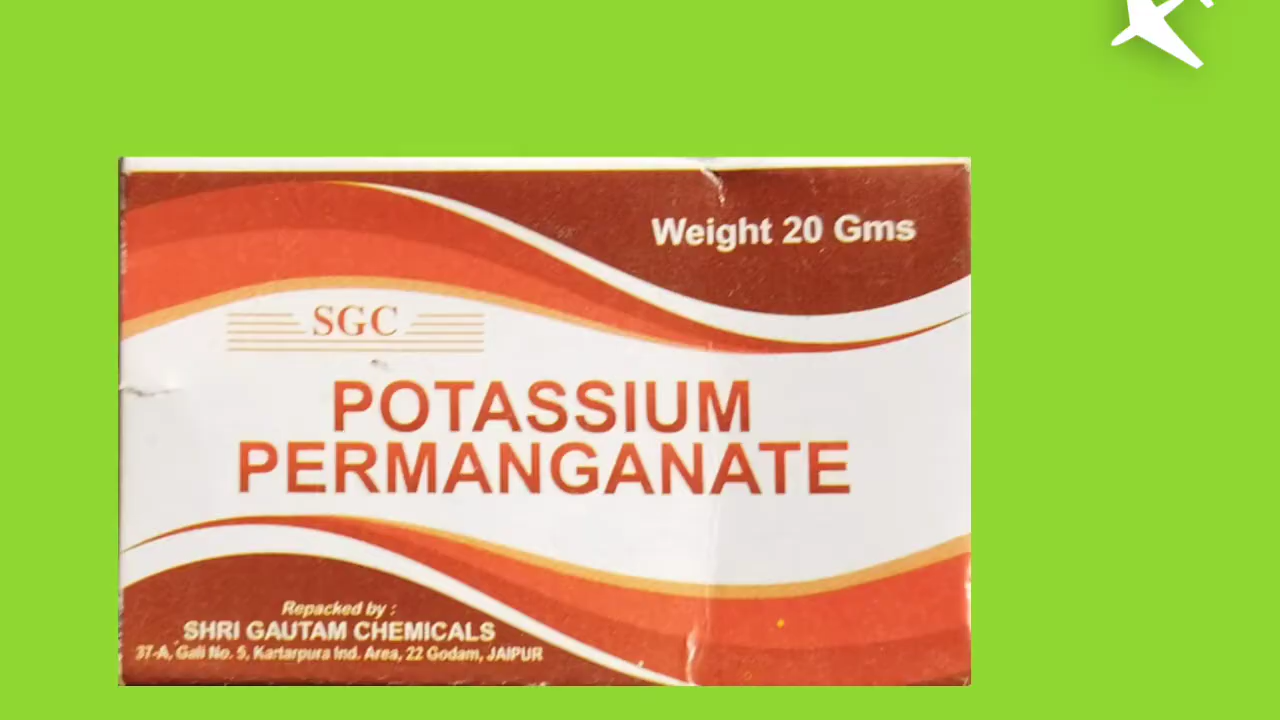 Weight 20 Gms
SGC
POTASSIUM
PERMANGANATE
Repacked by :
SHRI GAUTAM CHEMICALS
37-A, Gali No. 5, Kartarpura Ind. Area, 22 Godam, JAIPUR